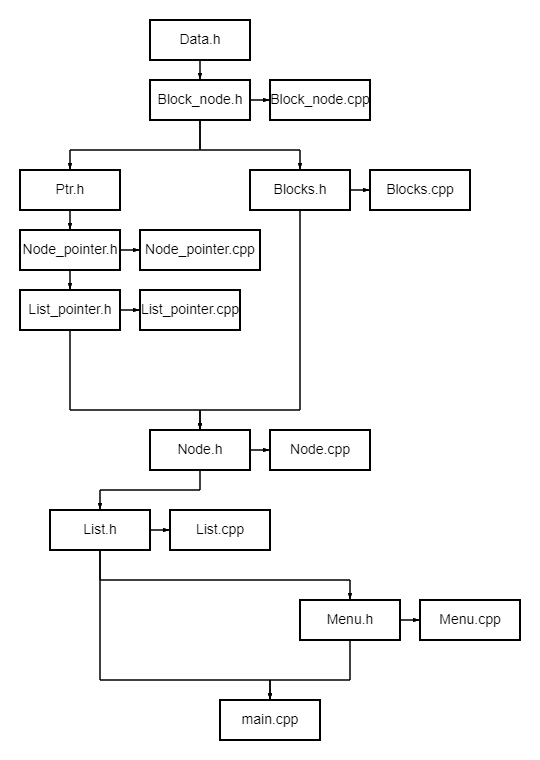 Data.h
Block_node.h
Block_node.cpp
Ptr.h
Blocks.h
Blocks.cpp
Node_pointer.h
Node_pointer.cpp
List_pointer.h
List_pointer.cpp
Node.h
Node.cpp
List.h
List.cpp
Menu.h
Menu.cpp
main.cpp